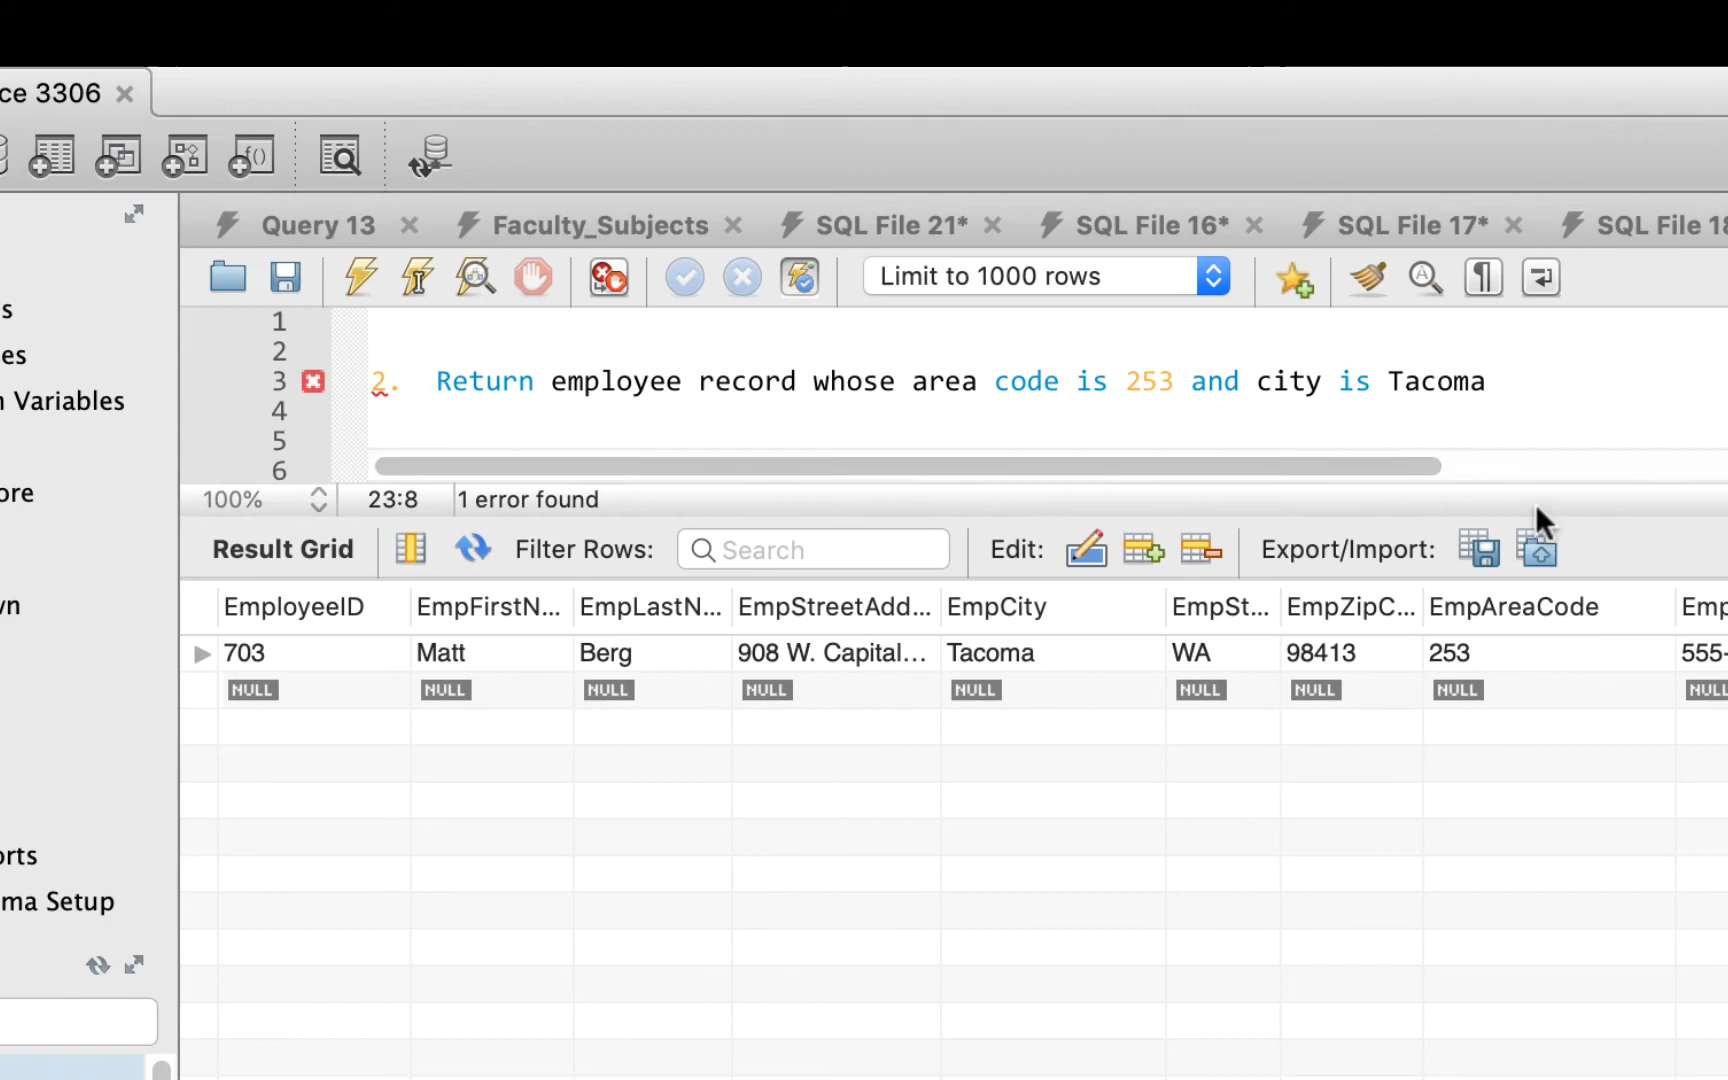 ce 3306
Query 13
Faculty_Subjects
SQL File 21*
SQL File 16*
SQL File 17*
SQL File 18
Limit to 1000 rows
s
es
n Variables
ore
vn
orts
ma Setup
1
2
3 2. Return employee record whose area code is 253 and city is Tacoma
4
5
6
100% 23:8 1 error found
Result Grid Filter Rows: Search Edit: Export/Import:
EmployeeID EmpFirstN... EmpLastN... EmpStreetAdd... EmpCity EmpSt... EmpZipC... EmpAreaCode Emp
703 Matt Berg 908 W. Capital... Tacoma WA 98413 253 555-
NULL NULL NULL NULL NULL NULL NULL NULL NULL